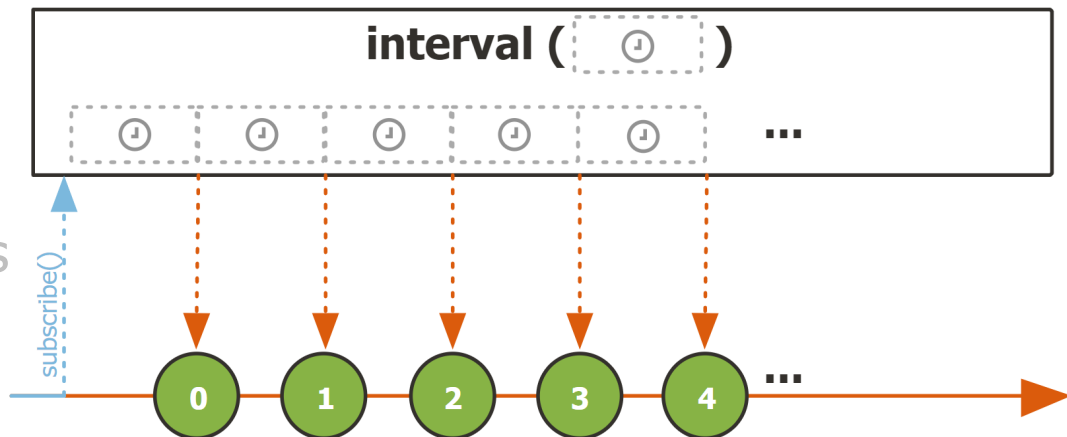 interval ( )
...
s
subscribe()
0 1 2 3 4 ...